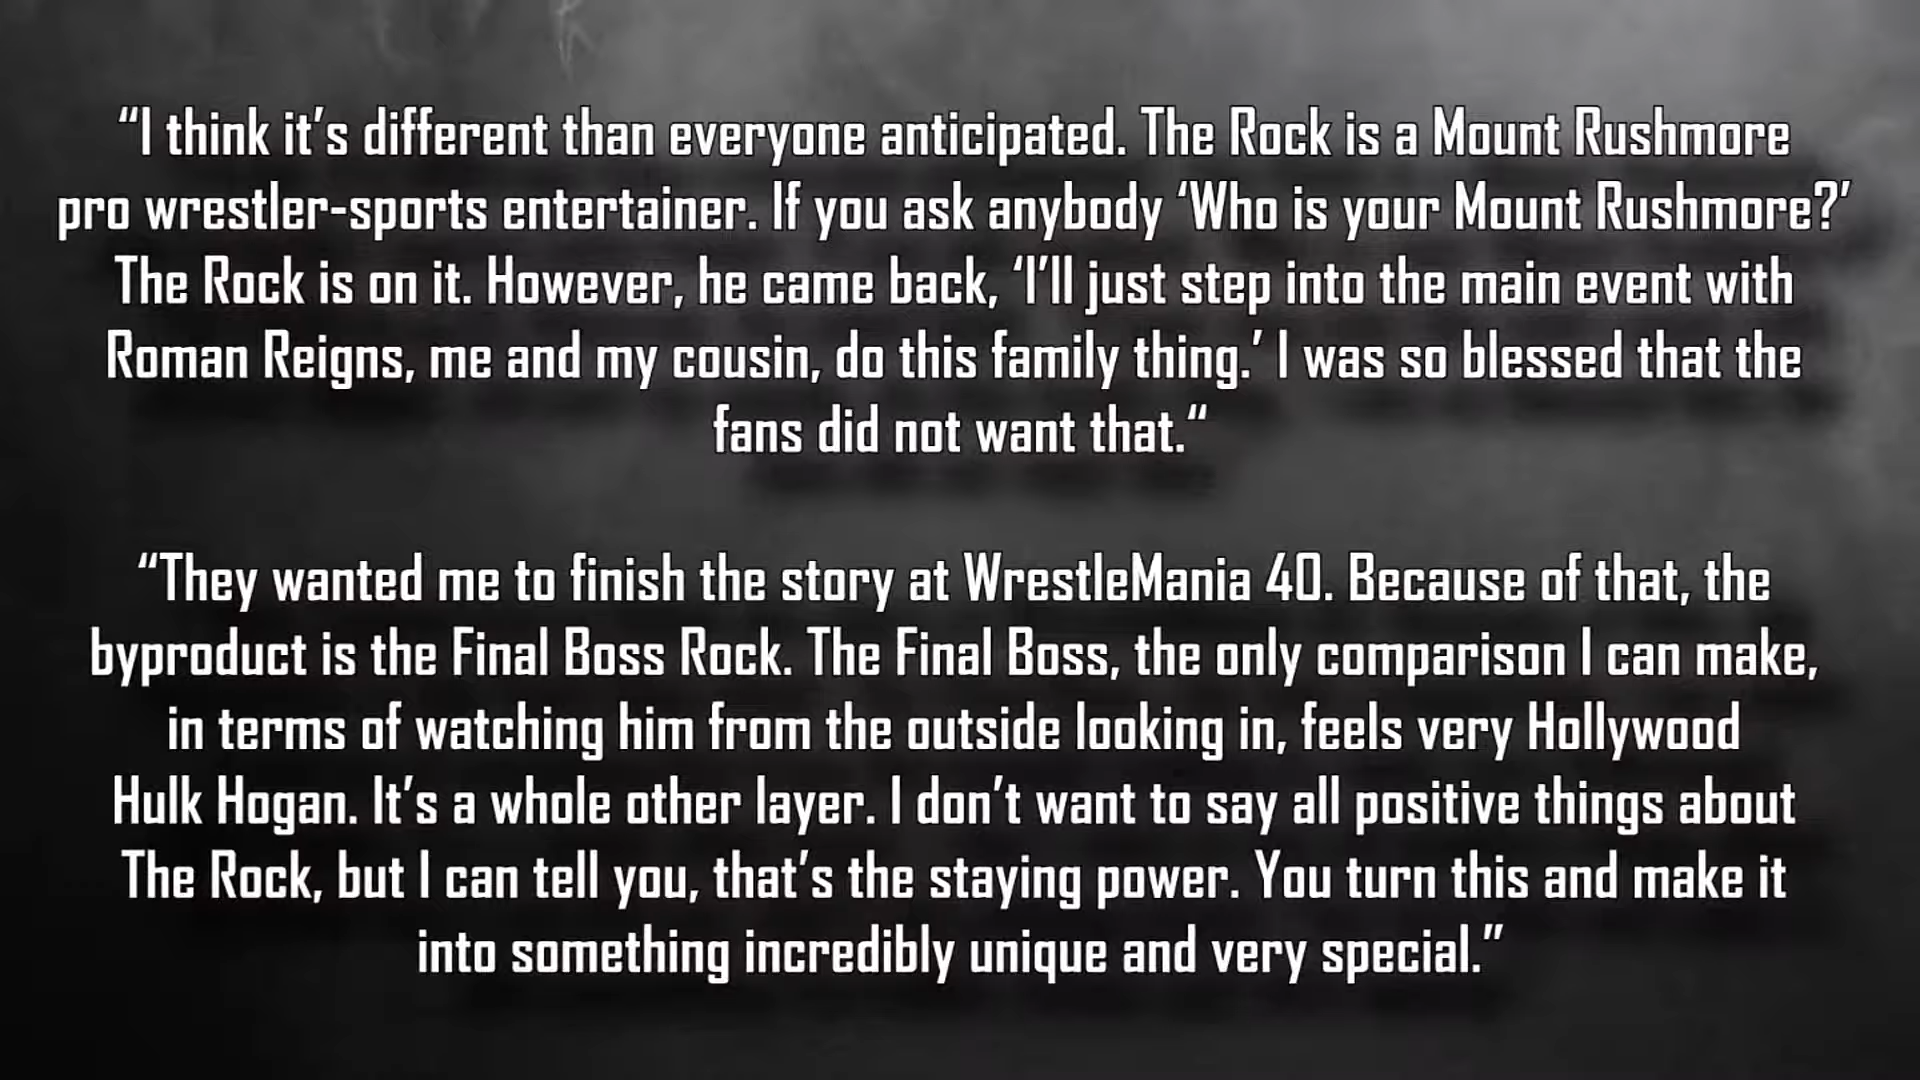 “I think it’s different than everyone anticipated. The Rock is a Mount Rushmore
pro wrestler-sports entertainer. If you ask anybody ‘Who is your Mount Rushmore?’
The Rock is on it. However, he came back, ‘I’ll just step into the main event with
Roman Reigns, me and my cousin, do this family thing.’ I was so blessed that the
fans did not want that.“
“They wanted me to finish the story at WrestleMania 40. Because of that, the
byproduct is the Final Boss Rock. The Final Boss, the only comparison I can make,
in terms of watching him from the outside looking in, feels very Hollywood
Hulk Hogan. It’s a whole other layer. I don’t want to say all positive things about
The Rock, but I can tell you, that’s the staying power. You turn this and make it
into something incredibly unique and very special.”